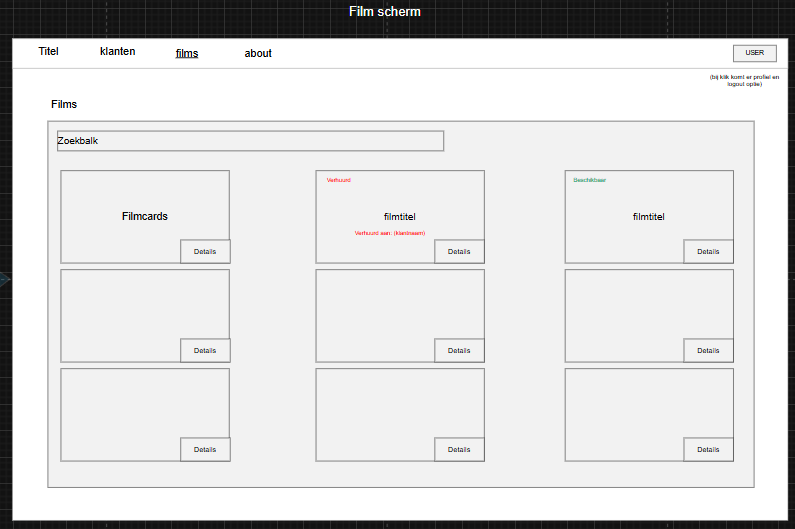 Film scherm
Titel klanten films about USER
(bij klik komt er profiel en
logout optie)
Films
Zoekbalk
Filmcards
Details
Verhuurd
filmtitel
Verhuurd aan: (klantnaam)
Details
Beschikbaar
filmtitel
Details
Details
Details
Details
Details
Details
Details